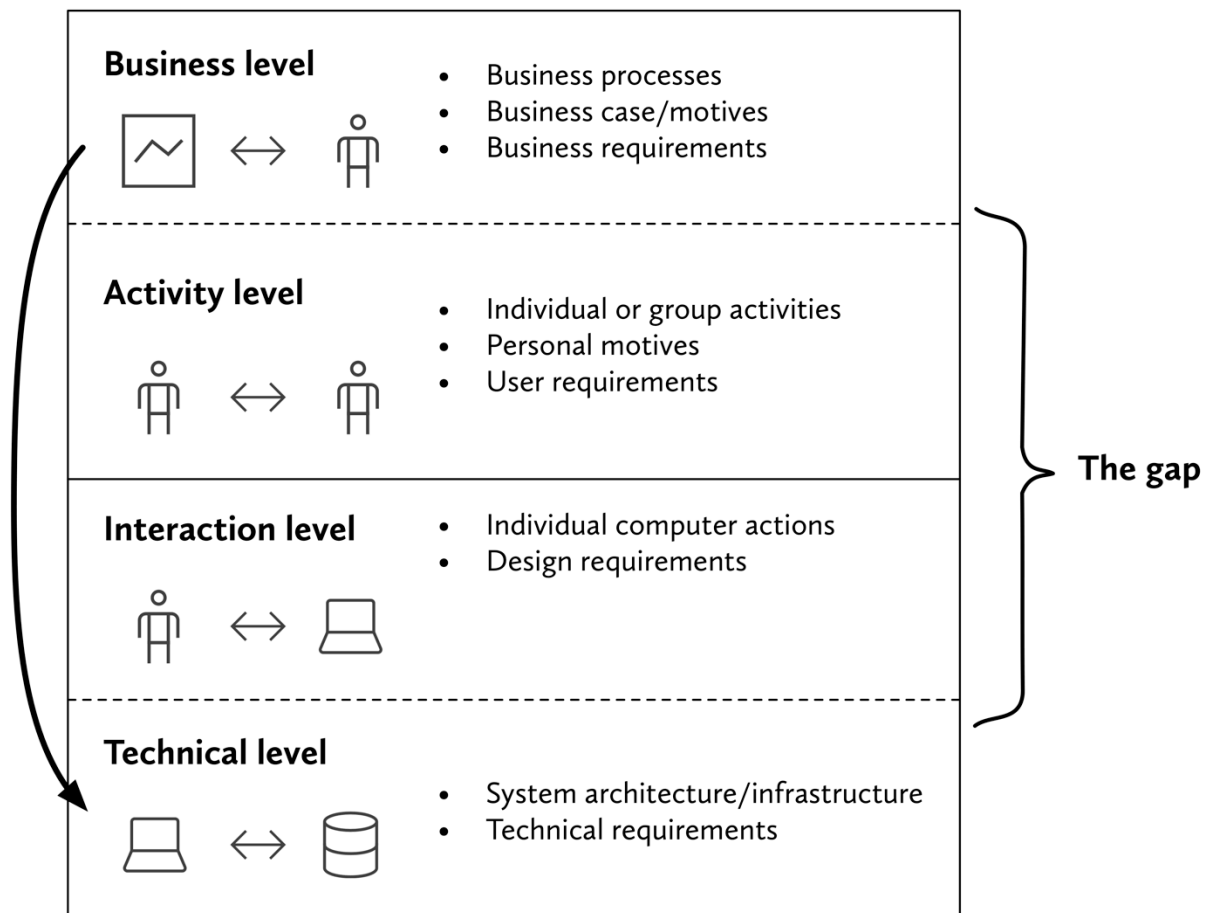 Business level
• Business processes
• Business case/motives
• Business requirements
Activity level
• Individual or group activities
• Personal motives
• User requirements
The gap
Interaction level
• Individual computer actions
• Design requirements
Technical level
• System architecture/infrastructure
• Technical requirements